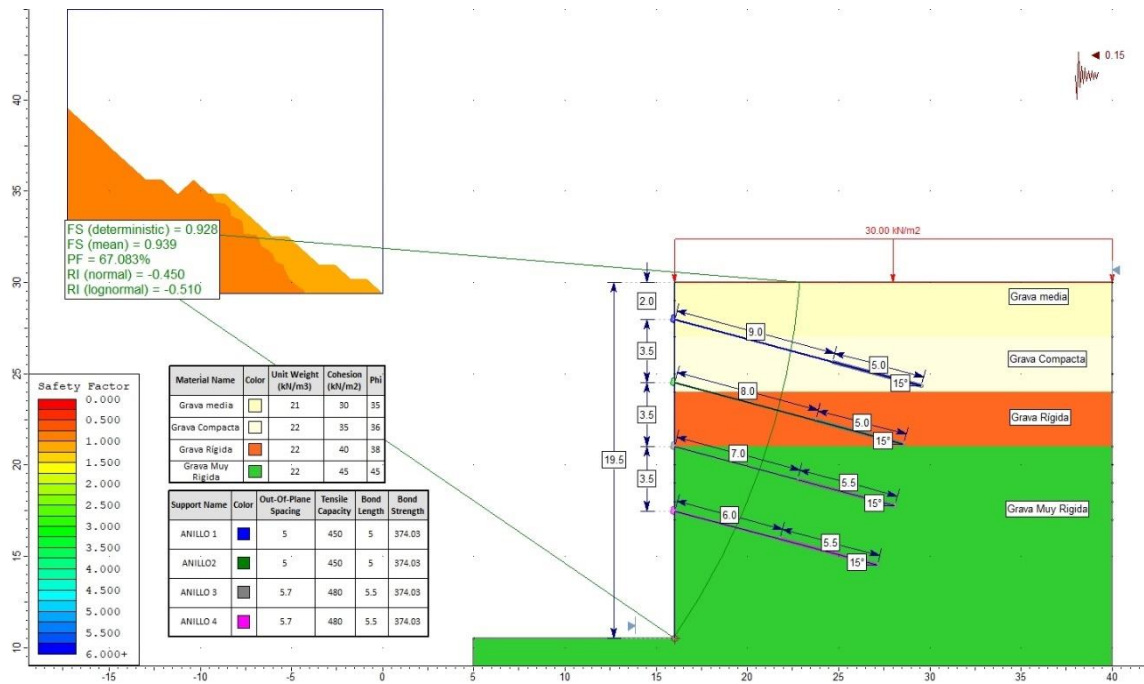 0.15
FS (deterministic) = 0.928
FS (mean) = 0.939
PF = 67.083%
RI (normal) = -0.450
RI (lognormal) = -0.510
30.00 kN/m2
Grava media
Grava Compacta
Grava Rígida
Grava Muy Rigida
2.0
3.5
3.5
3.5
19.5
9.0
5.0
15°
8.0
5.0
15°
7.0
5.5
15°
6.0
5.5
15°
Safety Factor
0.000
0.500
1.000
1.500
2.000
2.500
3.000
3.500
4.000
4.500
5.000
5.500
6.000+
Material Name Color Unit Weight (kN/m3) Cohesion (kN/m2) Phi
Grava media 21 30 35
Grava Compacta 22 35 36
Grava Rígida 22 40 38
Grava Muy Rigida 22 45 45
Support Name Color Out-Of-Plane Spacing Tensile Capacity Bond Length Bond Strength
ANILLO 1 5 450 5 374.03
ANILLO2 5 450 5 374.03
ANILLO 3 5.7 480 5.5 374.03
ANILLO 4 5.7 480 5.5 374.03
40
35
30
25
20
15
10
-15 -10 -5 0 5 10 15 20 25 30 35 40